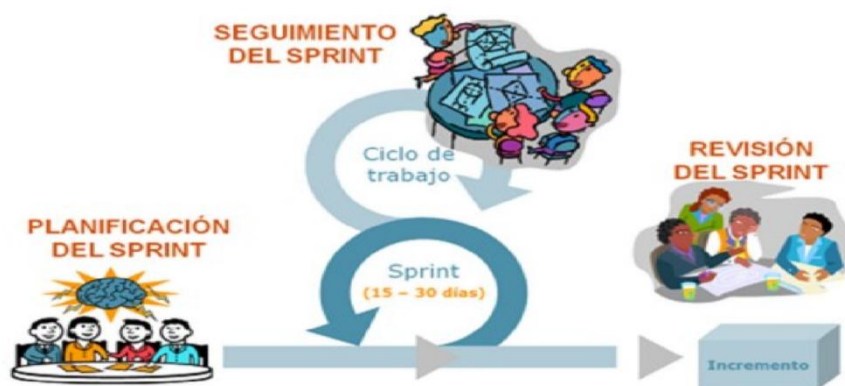 SEGUIMIENTO
DEL SPRINT
Ciclo de
trabajo
REVISIÓN
DEL SPRINT
PLANIFICACIÓN
DEL SPRINT
Sprint
(15 – 30 días)
Incremento